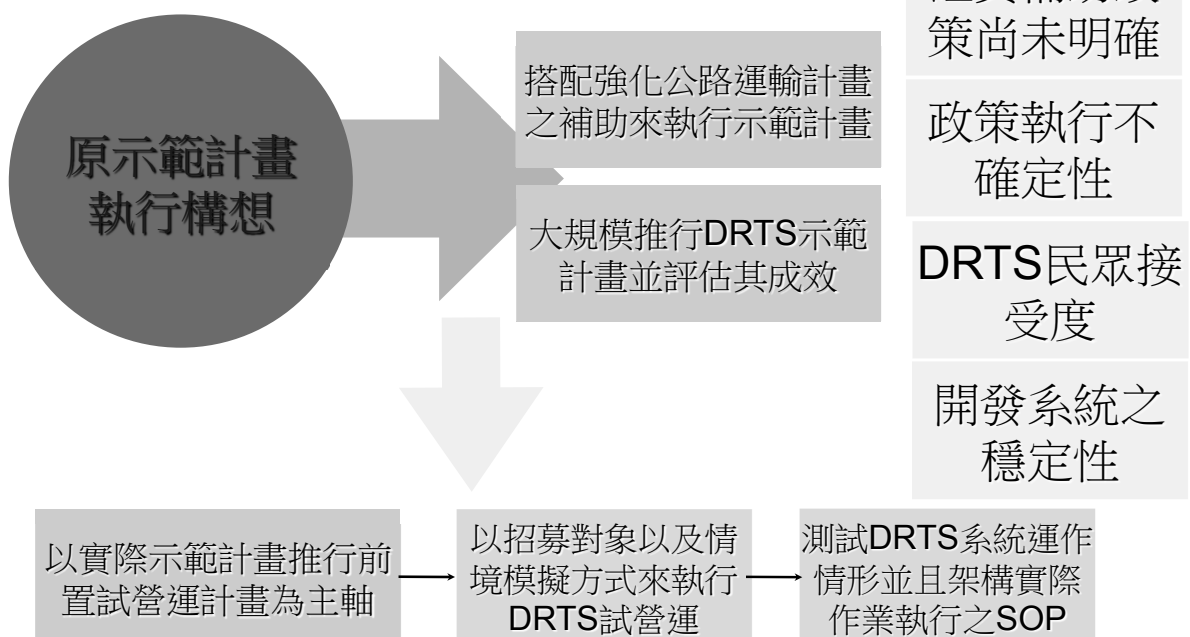 原示範計畫
執行構想
搭配強化公路運輸計畫
之補助來執行示範計畫
大規模推行DRTS示範
計畫並評估其成效
策尚未明確
政策執行不
確定性
DRTS民眾接
受度
開發系統之
穩定性
以實際示範計畫推行前
置試營運計畫為主軸
以招募對象以及情
境模擬方式來執行
DRTS試營運
測試DRTS系統運作
情形並且架構實際
作業執行之SOP